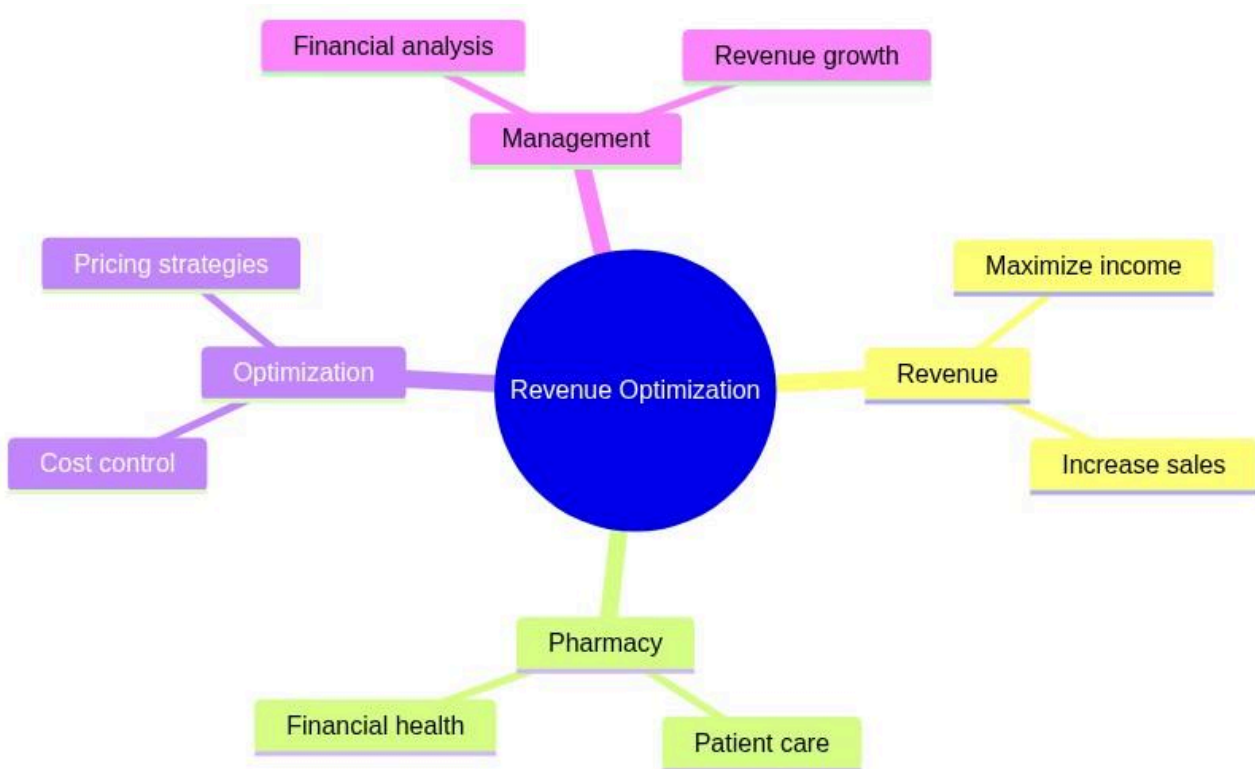 Financial analysis
Revenue growth
Management
Pricing strategies
Maximize income
Optimization
Revenue Optimization
Revenue
Cost control
Increase sales
Pharmacy
Financial health
Patient care